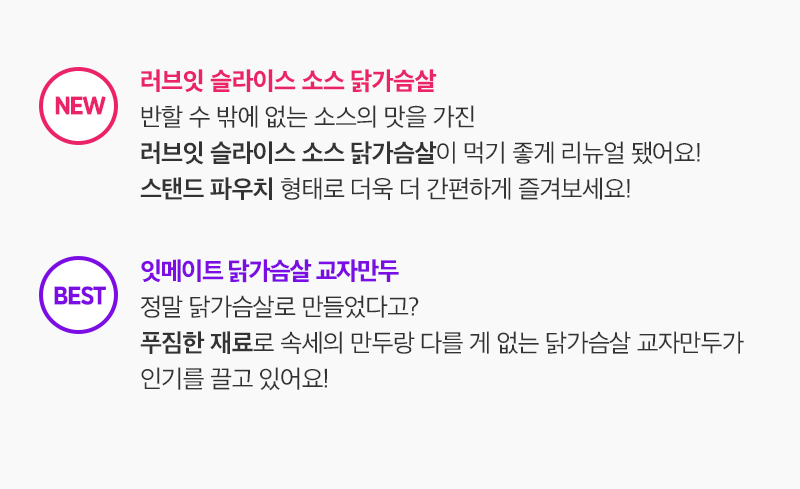 NEW
러브잇 슬라이스 소스 닭가슴살
반할 수 밖에 없는 소스의 맛을 가진
러브잇 슬라이스 소스 닭가슴살이 먹기 좋게 리뉴얼 됐어요!
스탠드 파우치 형태로 더욱 더 간편하게 즐겨보세요!
BEST
잇메이트 닭가슴살 교자만두
정말 닭가슴살로 만들었다고?
푸짐한 재료로 속세의 만두랑 다를 게 없는 닭가슴살 교자만두가
인기를 끌고 있어요!